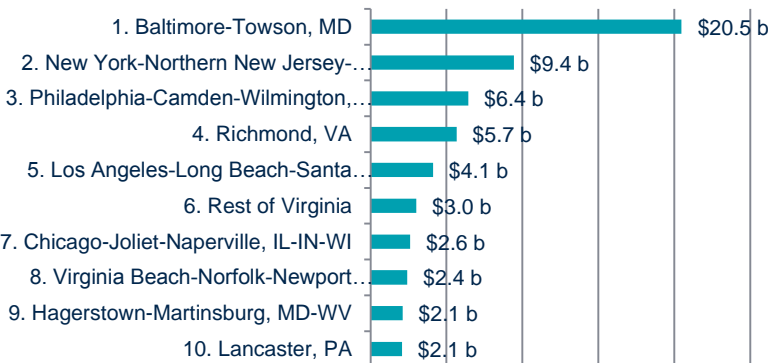 1. Baltimore-Towson, MD $20.5 b
2. New York-Northern New Jersey-... $9.4 b
3. Philadelphia-Camden-Wilmington,... $6.4 b
4. Richmond, VA $5.7 b
5. Los Angeles-Long Beach-Santa... $4.1 b
6. Rest of Virginia $3.0 b
7. Chicago-Joliet-Naperville, IL-IN-WI $2.6 b
8. Virginia Beach-Norfolk-Newport... $2.4 b
9. Hagerstown-Martinsburg, MD-WV $2.1 b
10. Lancaster, PA $2.1 b